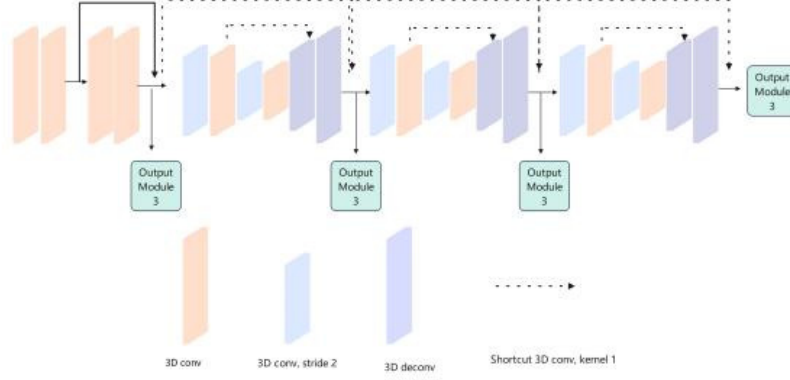 Output
Module
3
Output
Module
3
Output
Module
3
Output
Module
3
3D conv
3D conv, stride 2
3D deconv
Shortcut 3D conv, kernel 1